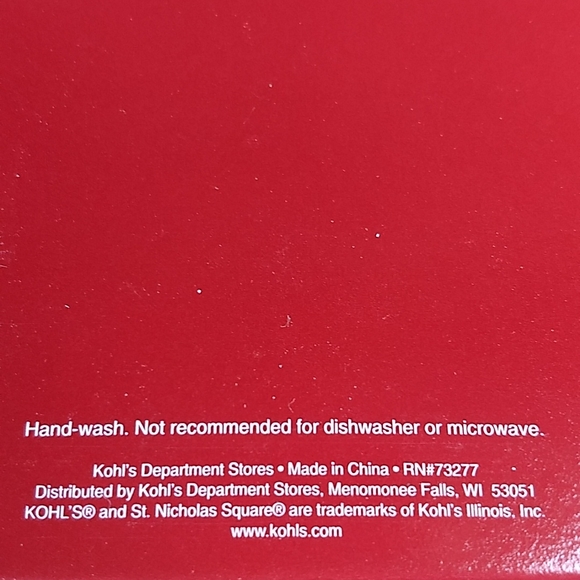 Hand-wash. Not recommended for dishwasher or microwave.
Kohl's Department Stores • Made in China • RN#73277
Distributed by Kohl's Department Stores, Menomonee Falls, WI 53051
KOHL'S® and St. Nicholas Square® are trademarks of Kohl's Illinois, Inc.
www.kohls.com